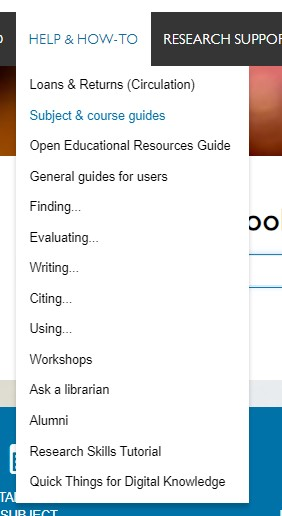 HELP & HOW-TO
RESEARCH SUPPOR
Loans & Returns (Circulation)
Subject & course guides
Open Educational Resources Guide
General guides for users
Finding...
Evaluating...
Writing...
Citing...
Using...
Workshops
Ask a librarian
Alumni
Research Skills Tutorial
Quick Things for Digital Knowledge
SUBJECT